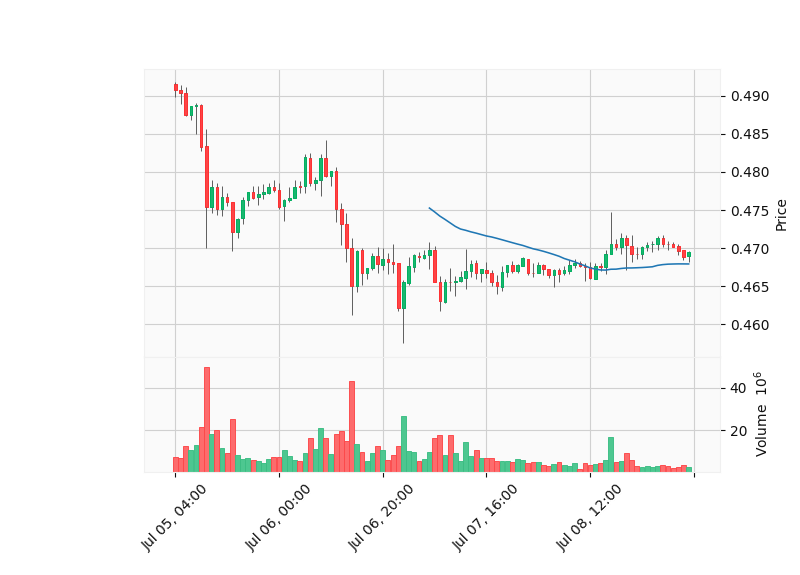 0.490
0.485
0.480
0.475
0.470
0.465
0.460
Price
40
20
Volume 10^6
Jul 05, 04:00
Jul 06, 00:00
Jul 06, 20:00
Jul 07, 16:00
Jul 08, 12:00